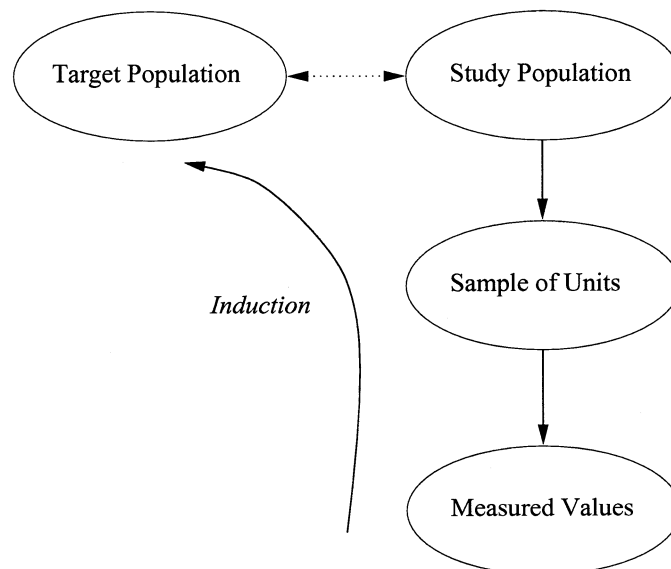 Target Population
Study Population
Sample of Units
Induction
Measured Values